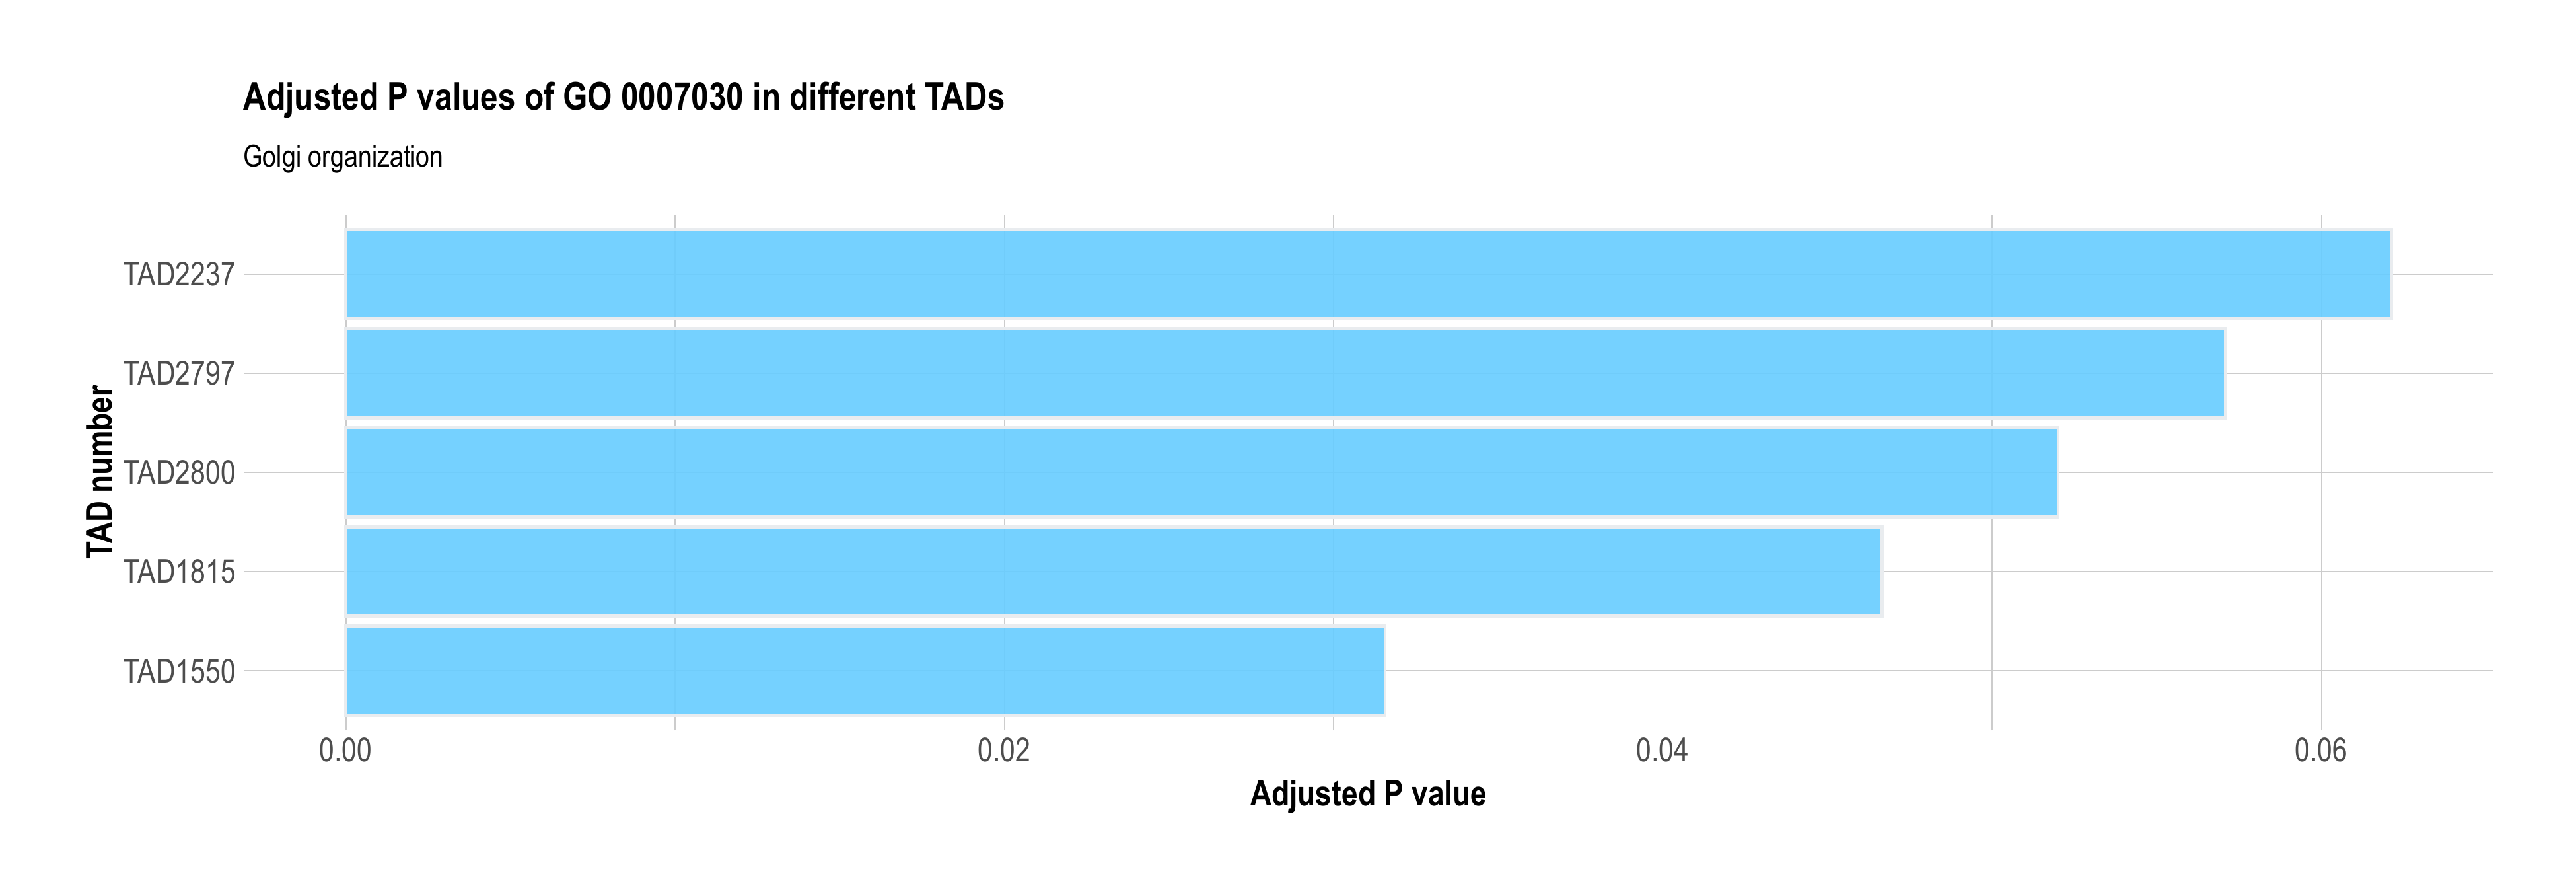 Adjusted P values of GO 0007030 in different TADs
Golgi organization
TAD number
TAD2237
TAD2797
TAD2800
TAD1815
TAD1550
0.00 0.02 0.04 0.06
Adjusted P value